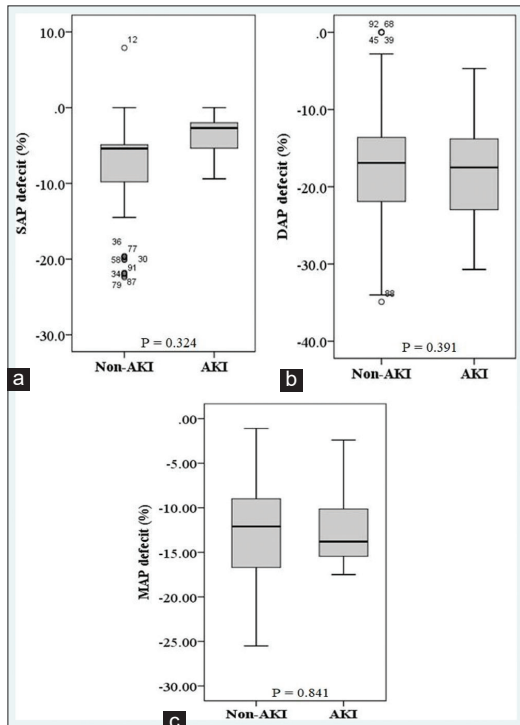 a
10.0
.0
-10.0
-20.0
-30.0
SAP defecit (%)
12
36
77
58
30
91
34
79
87
P = 0.324
Non-AKI
AKI
b
.0
-10.0
-20.0
-30.0
-40.0
DAP defecit (%)
92 68
45 39
88
P = 0.391
Non-AKI
AKI
c
.00
-5.00
-10.00
-15.00
-20.00
-25.00
-30.00
MAP defecit (%)
P = 0.841
Non-AKI
AKI